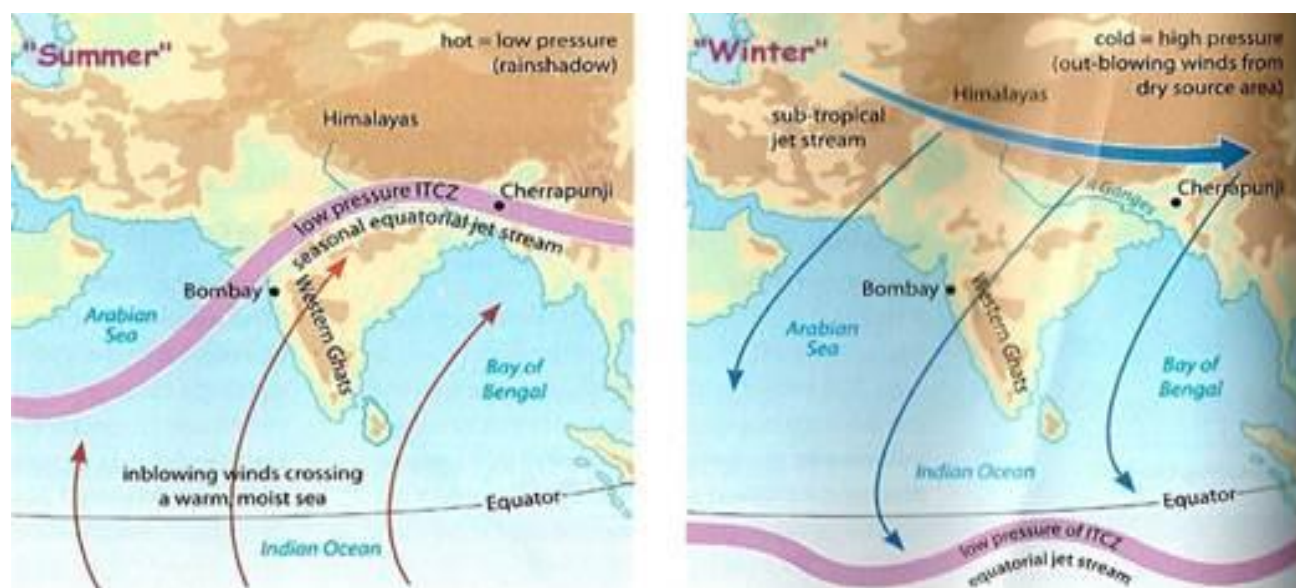 "Summer"
hot = low pressure
(rainshadow)
Himalayas
Cherrapunji
low pressure ITCZ
seasonal equatorial jet stream
Bombay
Western Ghats
Arabian
Sea
Bay of
Bengal
inblowing winds crossing
a warm, moist sea
Equator
Indian Ocean
"Winter"
cold = high pressure
(out-blowing winds from
dry source area)
Himalayas
sub-tropical
jet stream
Ganges
Cherrapunji
Bombay
Western Ghats
Arabian
Sea
Bay of
Bengal
Indian Ocean
Equator
low pressure of ITCZ
equatorial jet stream